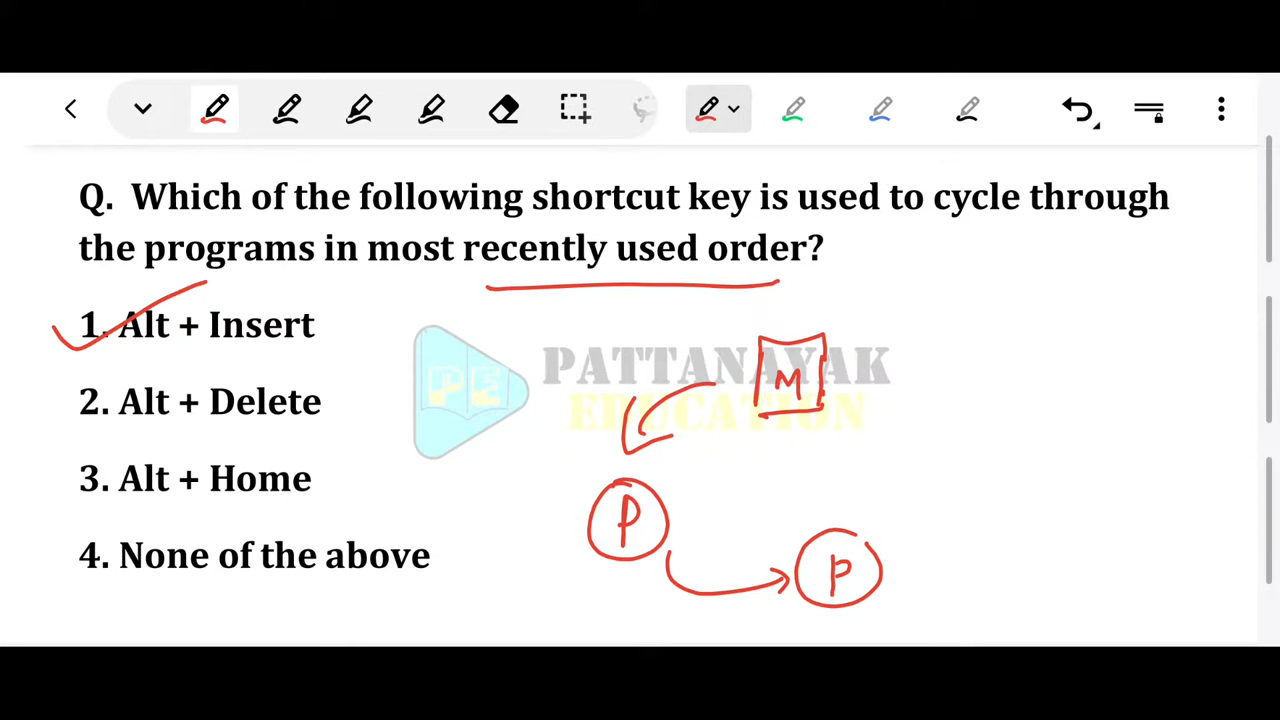 Q. Which of the following shortcut key is used to cycle through
the programs in most recently used order?
1. Alt + Insert
2. Alt + Delete
3. Alt + Home
4. None of the above
PE
PATTANAYAK
EDUCATION
M
P
P